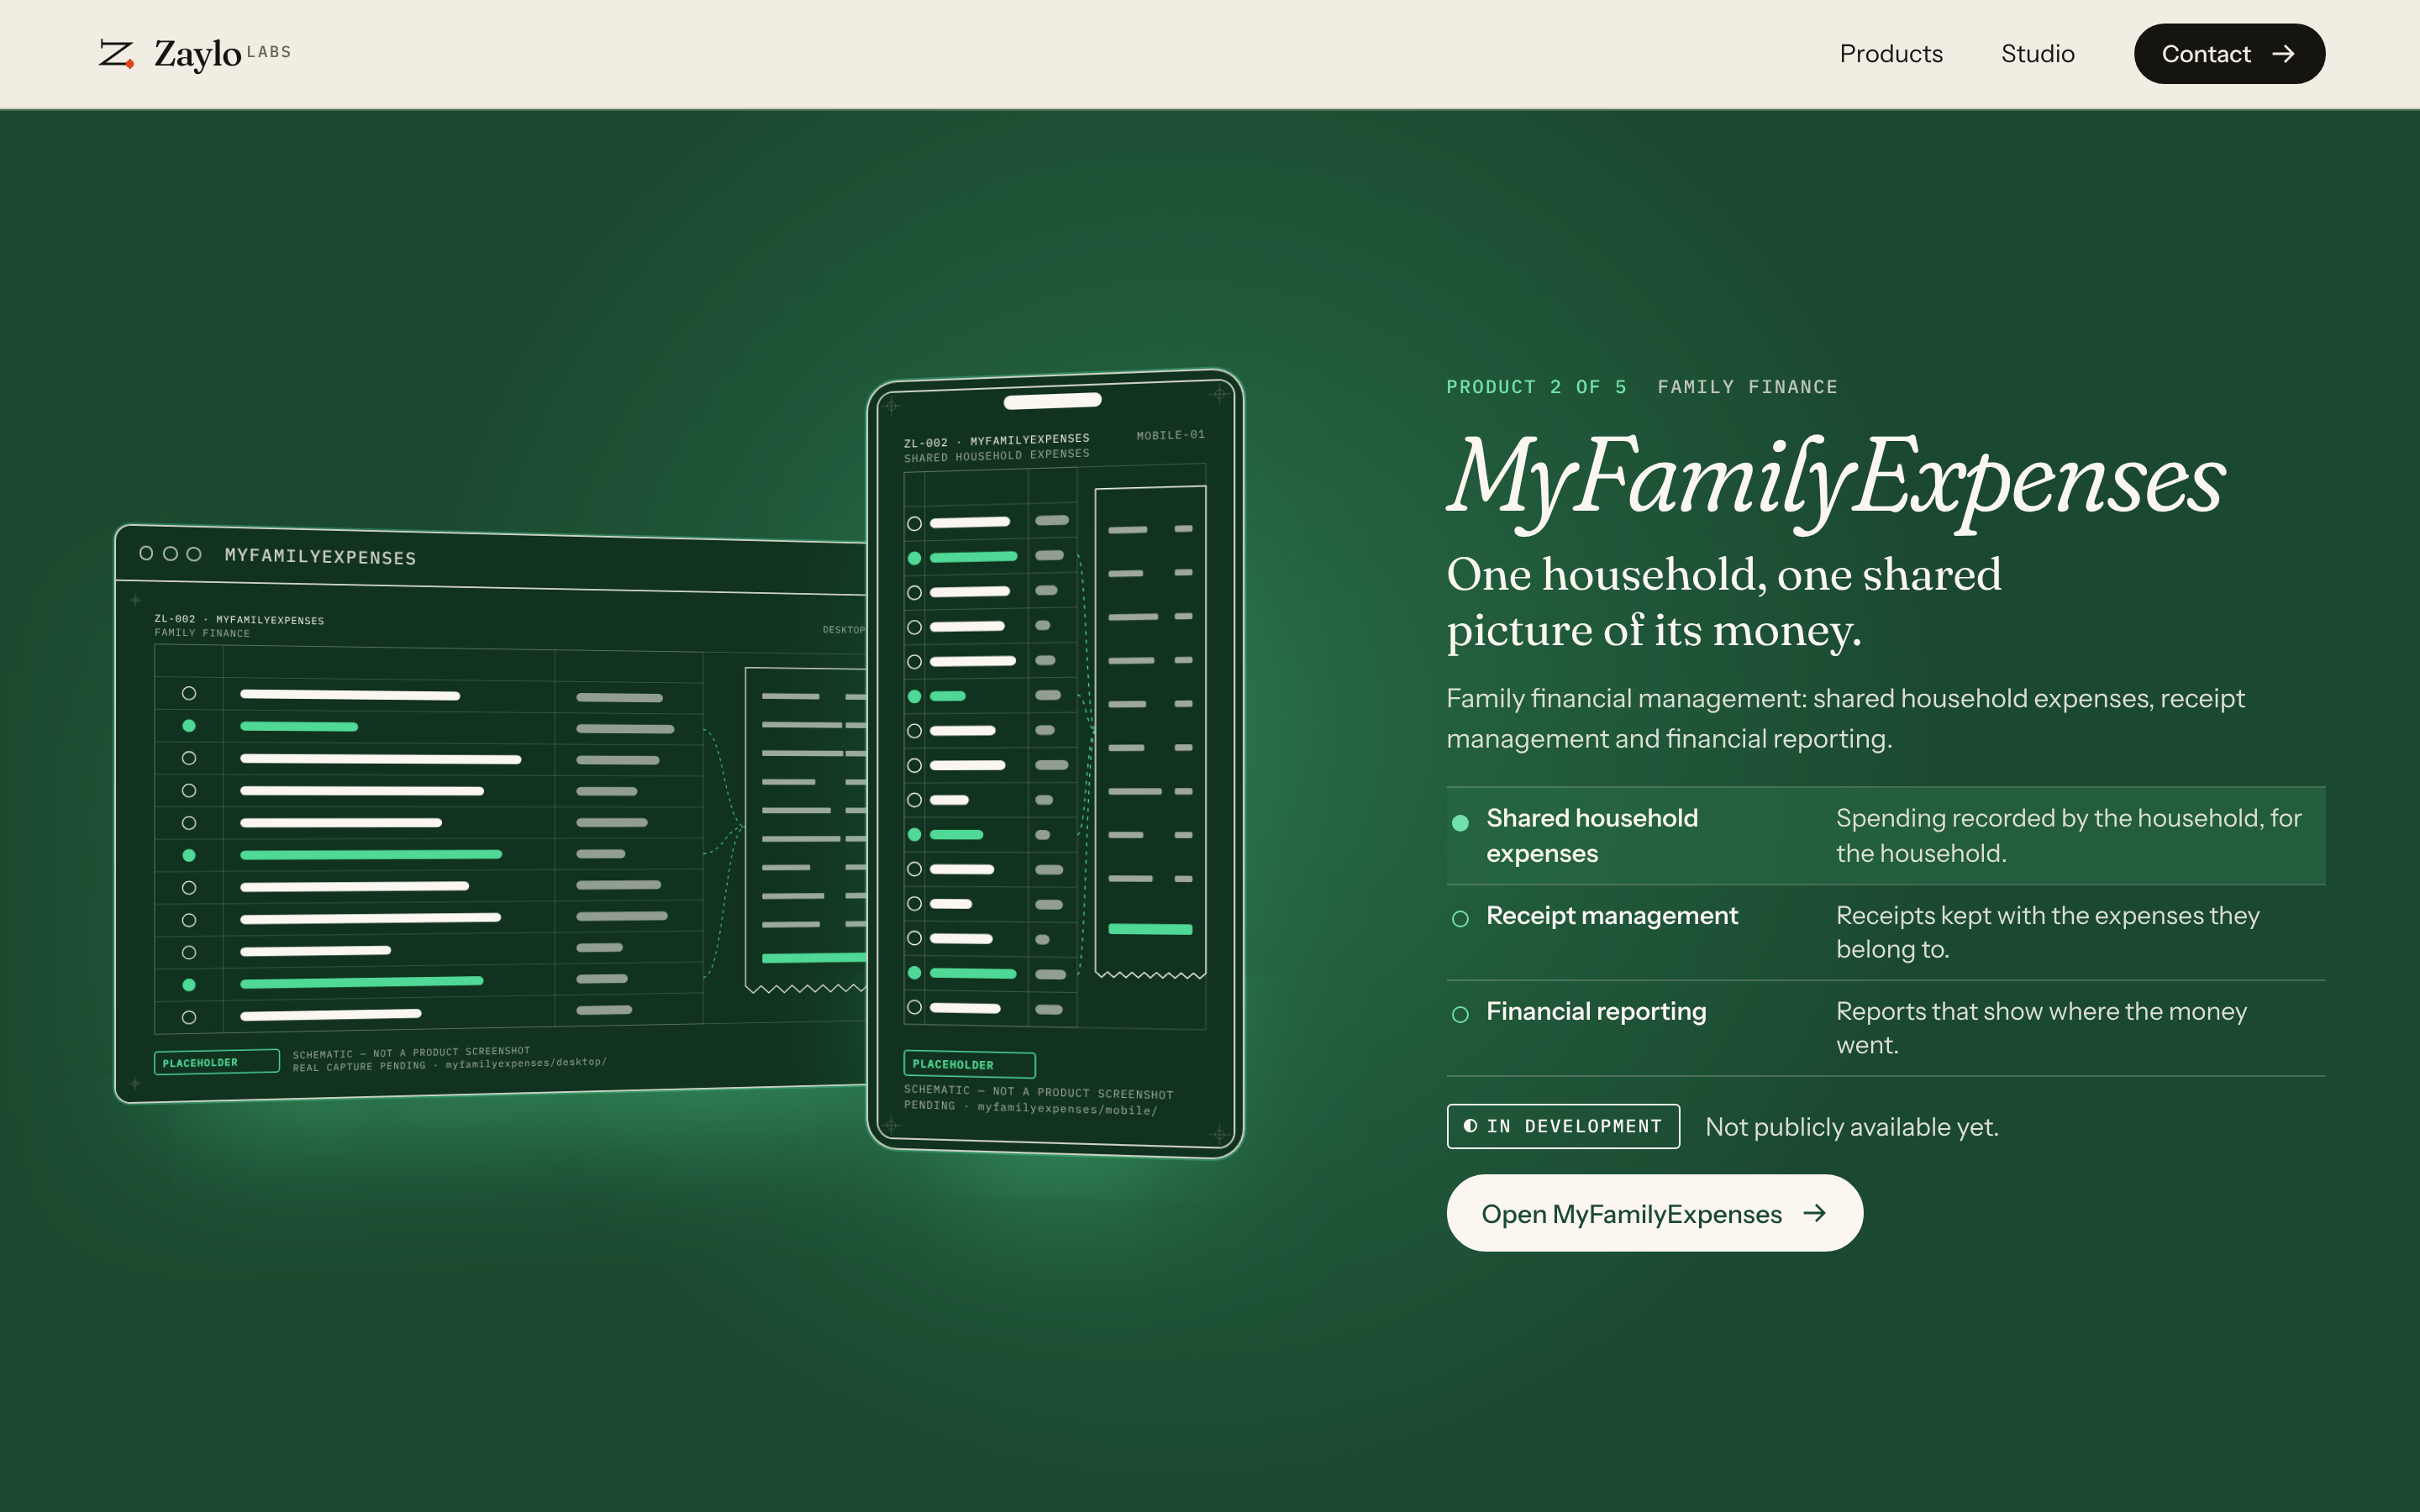 Zaylo LABS
Products
Studio
Contact →
MYFAMILYEXPENSES
ZL-002 · MYFAMILYEXPENSES
FAMILY FINANCE
DESKTOP
PLACEHOLDER
SCHEMATIC — NOT A PRODUCT SCREENSHOT
REAL CAPTURE PENDING · myfamilyexpenses/desktop/
ZL-002 · MYFAMILYEXPENSES
SHARED HOUSEHOLD EXPENSES
MOBILE-01
PLACEHOLDER
SCHEMATIC — NOT A PRODUCT SCREENSHOT
PENDING · myfamilyexpenses/mobile/
PRODUCT 2 OF 5 FAMILY FINANCE
MyFamilyExpenses
One household, one shared
picture of its money.
Family financial management: shared household expenses, receipt
management and financial reporting.
Shared household
expenses
Spending recorded by the household, for
the household.
Receipt management
Receipts kept with the expenses they
belong to.
Financial reporting
Reports that show where the money
went.
IN DEVELOPMENT
Not publicly available yet.
Open MyFamilyExpenses →